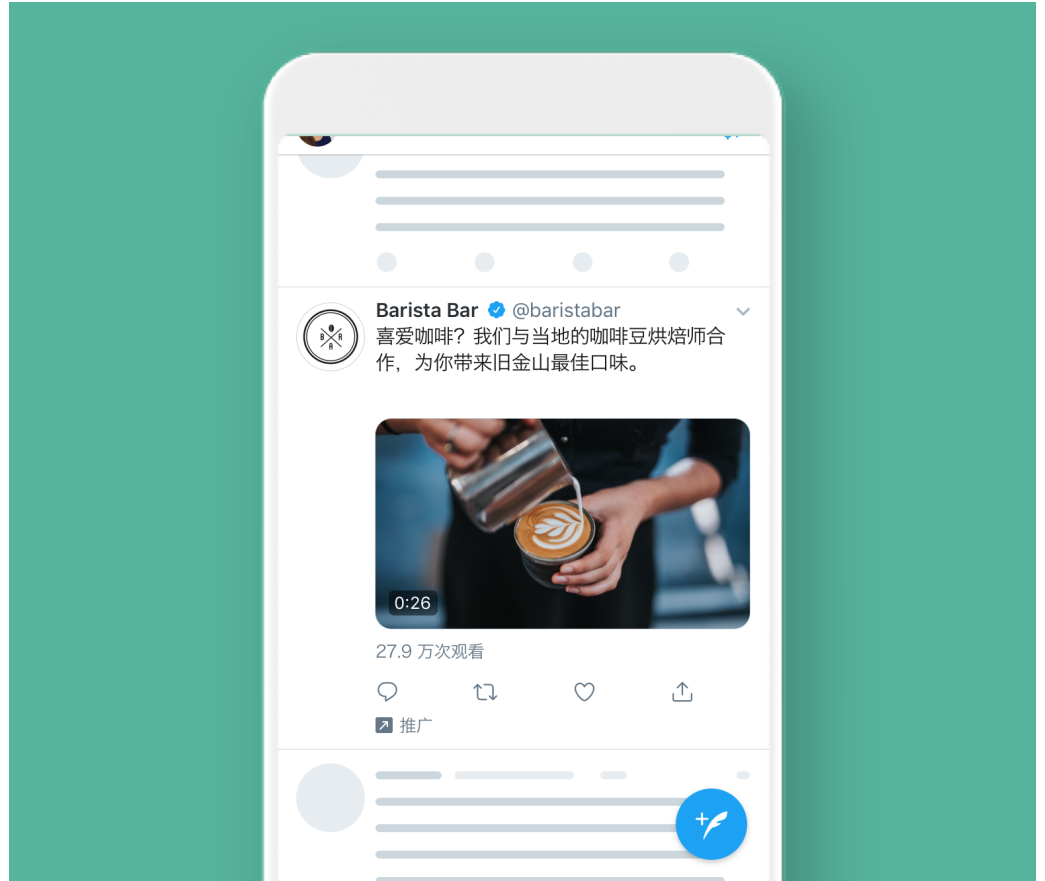 Barista Bar @baristabar
喜爱咖啡？我们与当地的咖啡豆烘焙师合
作，为你带来旧金山最佳口味。
B R
A
0:26
27.9 万次观看
推广